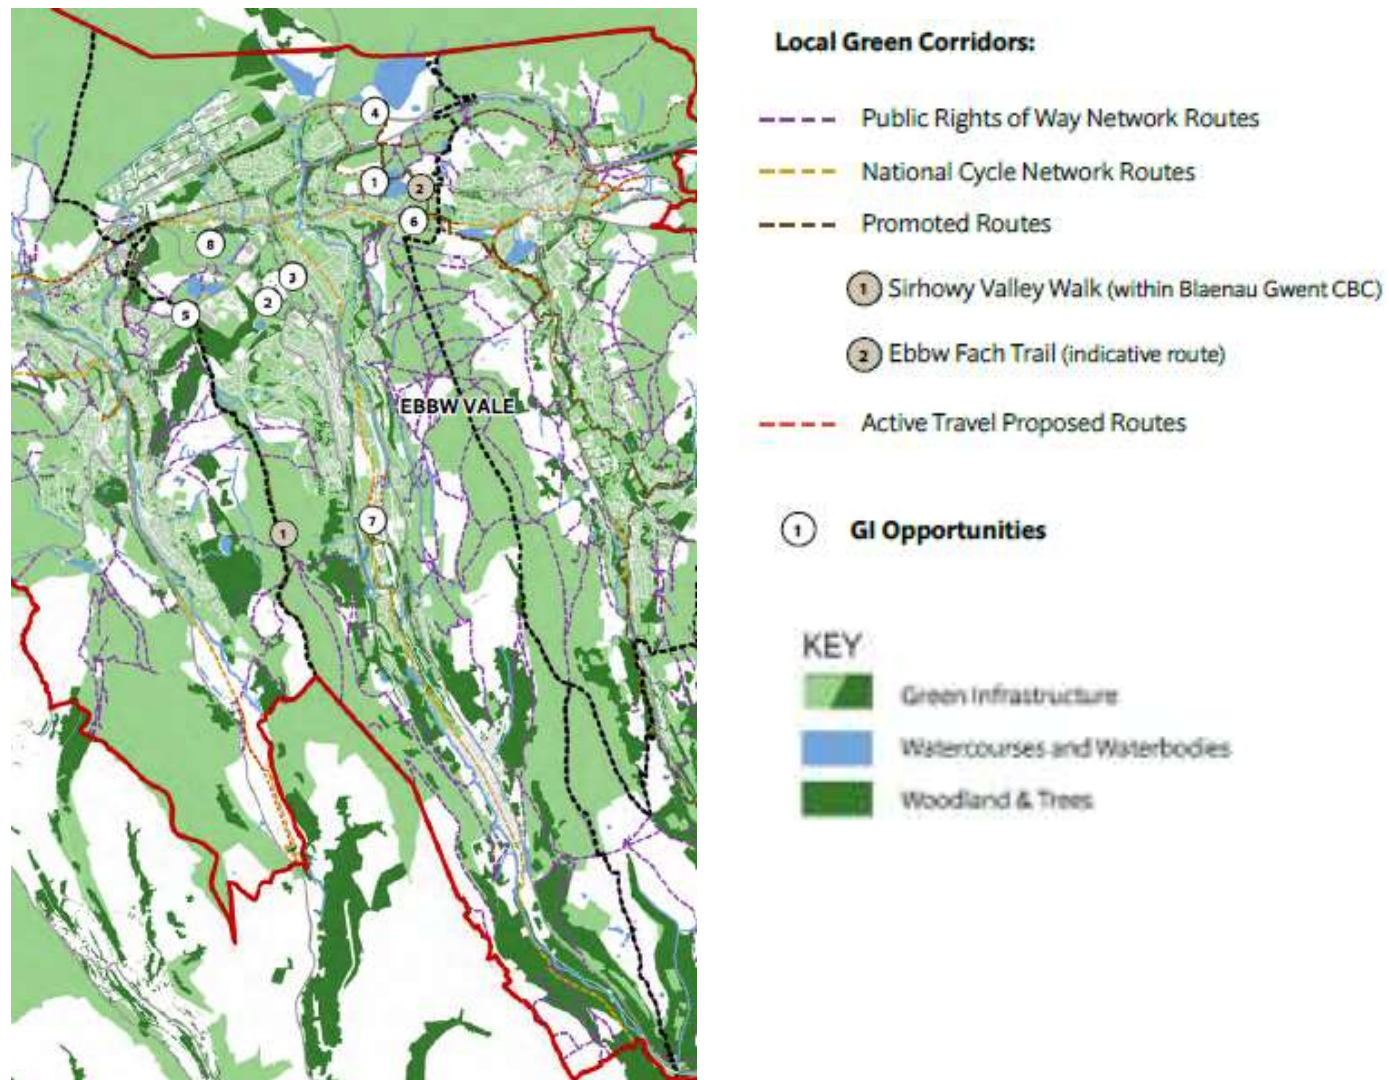 4
1
2
6
8
3
2
5
EBBW VALE
7
1
Local Green Corridors:
Public Rights of Way Network Routes
National Cycle Network Routes
Promoted Routes
1 Sirhowy Valley Walk (within Blaenau Gwent CBC)
2 Ebbw Fach Trail (indicative route)
Active Travel Proposed Routes
1 GI Opportunities
KEY
Green Infrastructure
Watercourses and Waterbodies
Woodland & Trees